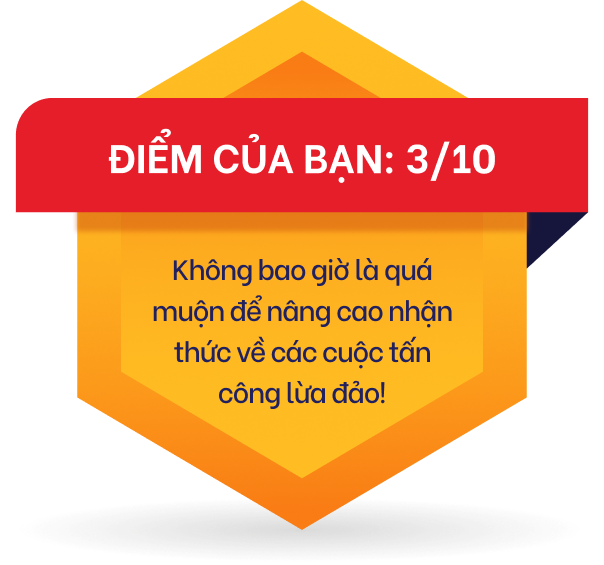 ĐIỂM CỦA BẠN: 3/10
Không bao giờ là quá
muộn để nâng cao nhận
thức về các cuộc tấn
công lừa đảo!